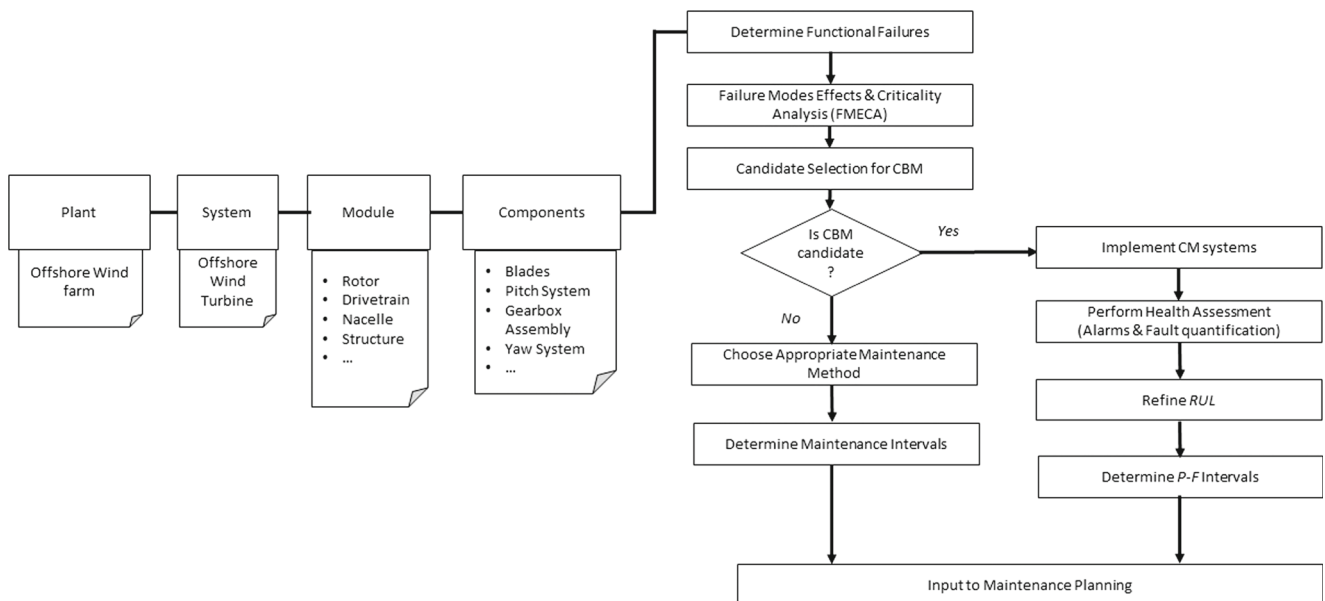 Plant
Offshore Wind
farm
System
Offshore
Wind
Turbine
Module
• Rotor
• Drivetrain
• Nacelle
• Structure
• ...
Components
• Blades
• Pitch System
• Gearbox
Assembly
• Yaw System
• ...
Determine Functional Failures
Failure Modes Effects & Criticality
Analysis (FMECA)
Candidate Selection for CBM
Is CBM
candidate
?
Yes
No
Choose Appropriate Maintenance
Method
Determine Maintenance Intervals
Implement CM systems
Perform Health Assessment
(Alarms & Fault quantification)
Refine RUL
Determine P-F Intervals
Input to Maintenance Planning